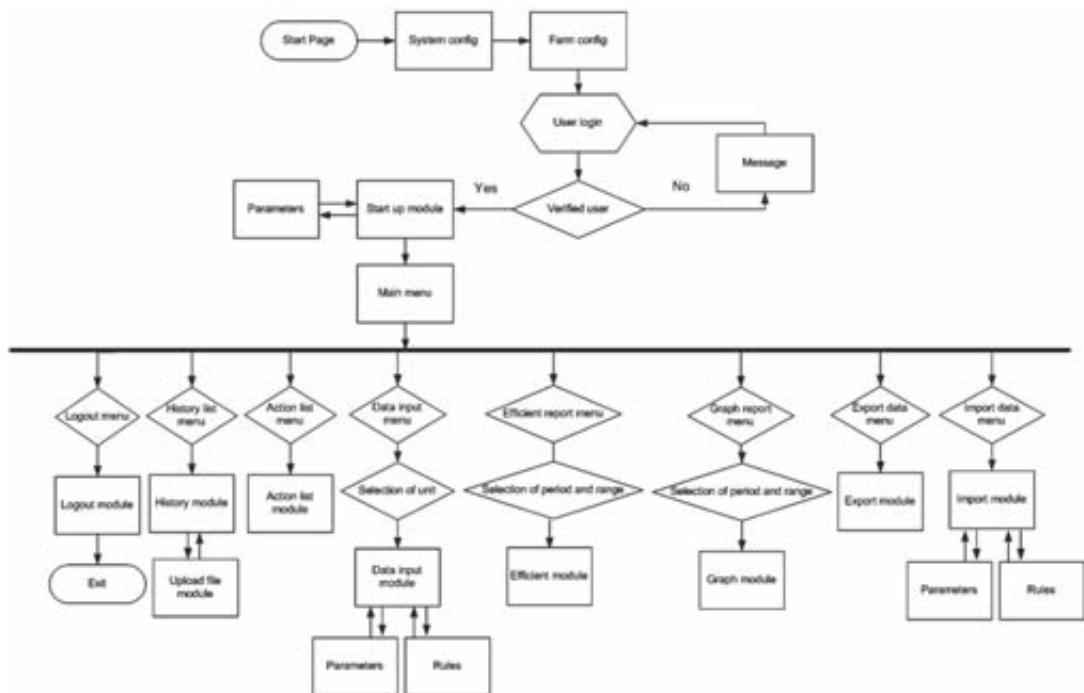 Start Page
System config
Farm config
User login
Message
Yes
No
Parameters
Start up module
Verified user
Main menu
Logout menu
History list
menu
Action list
menu
Data input
menu
Efficient report menu
Graph report
menu
Export data
menu
Import data
menu
Logout module
History module
Action list
module
Selection of unit
Selection of period and range
Selection of period and range
Export module
Import module
Exit
Upload file
module
Data input
module
Efficient module
Graph module
Parameters
Rules
Parameters
Rules